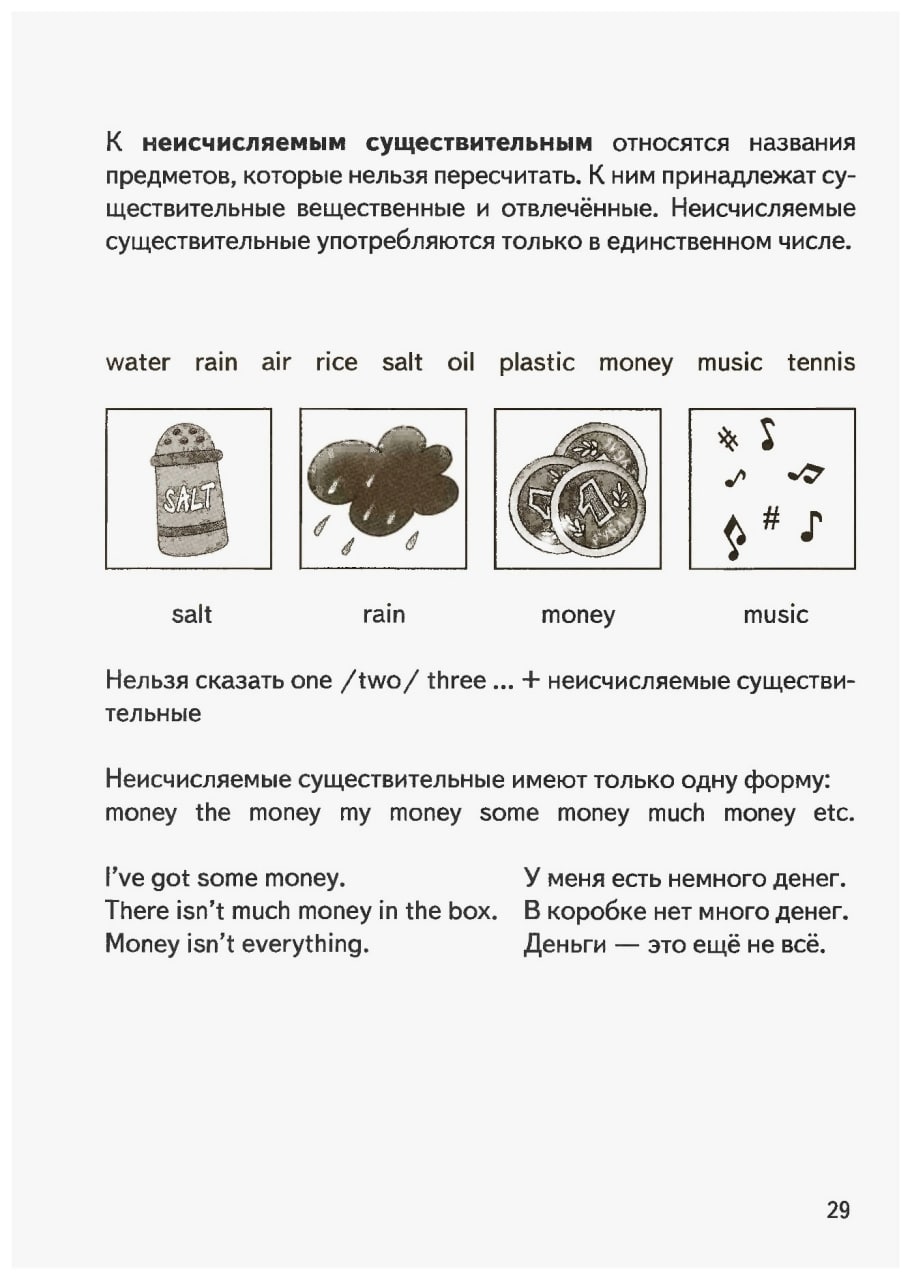 К неисчисляемым существительным относятся названия
предметов, которые нельзя пересчитать. К ним принадлежат су-
ществительные вещественные и отвлечённые. Неисчисляемые
существительные употребляются только в единственном числе.
water rain air rice salt oil plastic money music tennis
SALT
salt rain money music
Нельзя сказать one /two/ three ... + неисчисляемые существи-
тельные
Неисчисляемые существительные имеют только одну форму:
money the money my money some money much money etc.
I've got some money. У меня есть немного денег.
There isn't much money in the box. В коробке нет много денег.
Money isn't everything. Деньги — это ещё не всё.
29